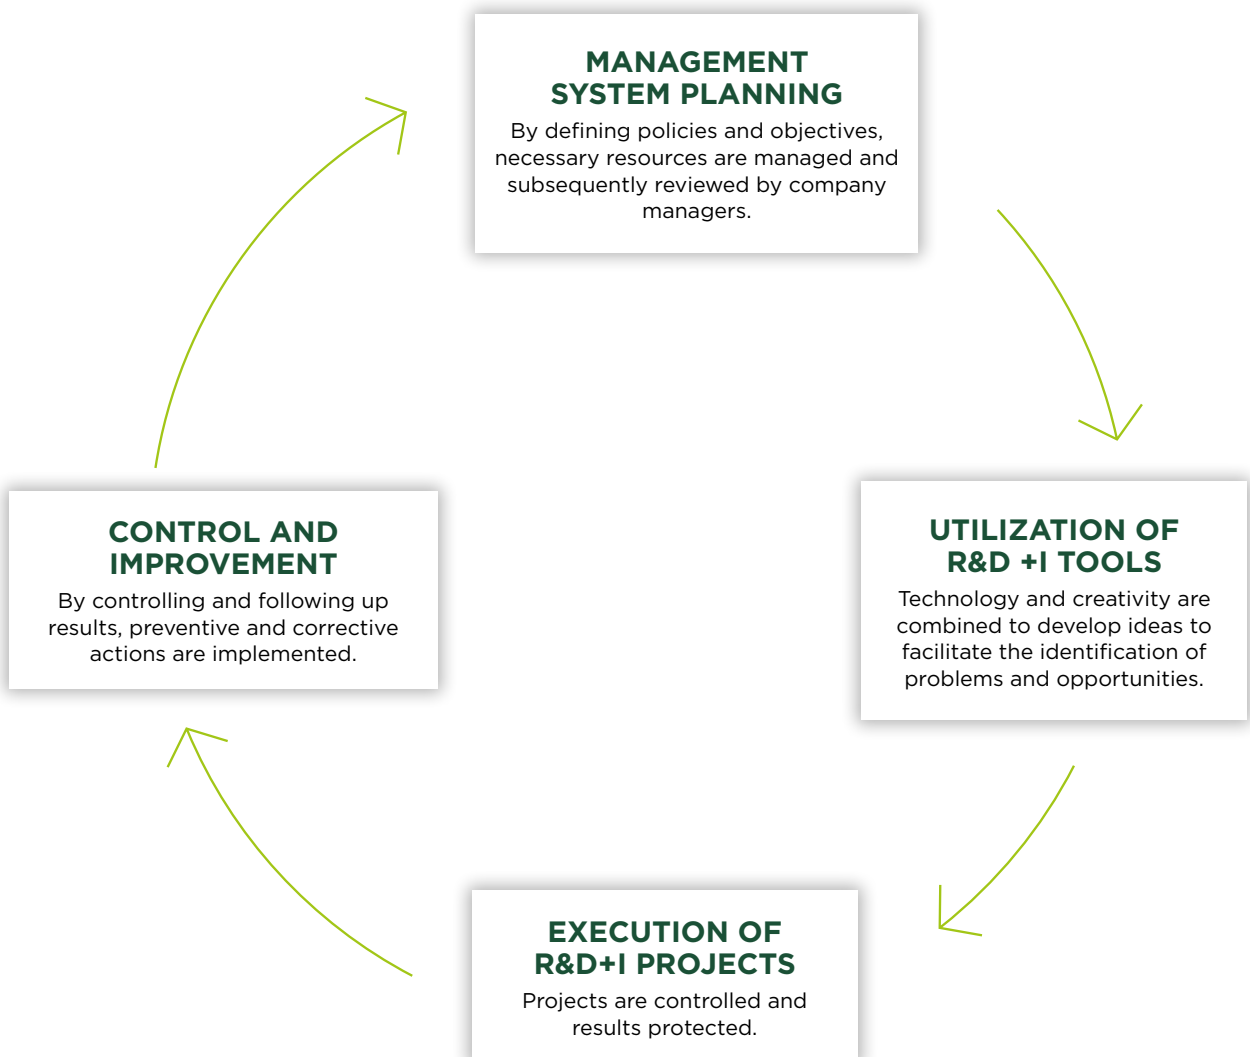 MANAGEMENT
SYSTEM PLANNING
By defining policies and objectives,
necessary resources are managed and
subsequently reviewed by company
managers.
UTILIZATION OF
R&D +I TOOLS
Technology and creativity are
combined to develop ideas to
facilitate the identification of
problems and opportunities.
EXECUTION OF
R&D+I PROJECTS
Projects are controlled and
results protected.
CONTROL AND
IMPROVEMENT
By controlling and following up
results, preventive and corrective
actions are implemented.